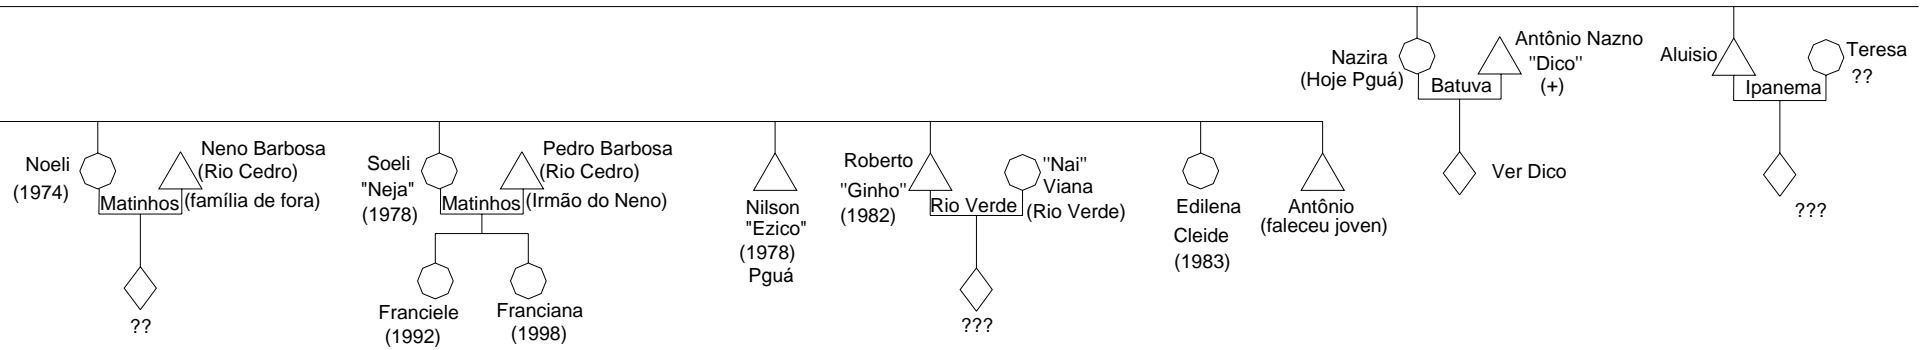 Nazira
(Hoje Pguá)
Batuva
Antônio Nazno
"Dico"
(+)
Ver Dico
Aluisio
Ipanema
Teresa
??
???
Noeli
(1974)
Matinhos
Neno Barbosa
(Rio Cedro)
(família de fora)
??
Soeli
"Neja"
(1978)
Matinhos
Pedro Barbosa
(Rio Cedro)
(Irmão do Neno)
Franciele
(1992)
Franciana
(1998)
Nilson
"Ezico"
(1978)
Pguá
Roberto
"Ginho"
(1982)
Rio Verde
"Nai"
Viana
(Rio Verde)
???
Edilena
Cleide
(1983)
Antônio
(faleceu joven)